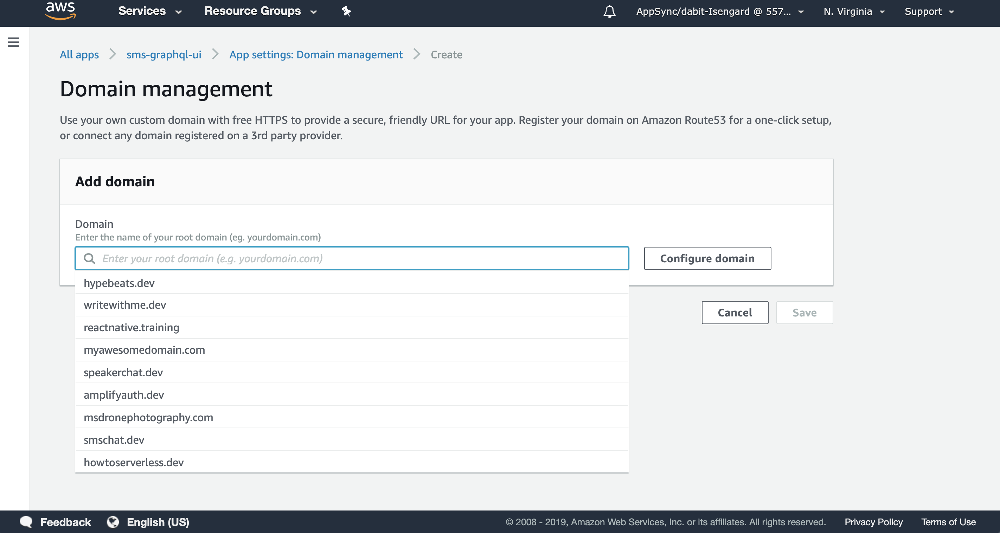 aws Services Resource Groups AppSync/dabit-Isengard @ 557... N. Virginia Support
All apps sms-graphql-ui App settings: Domain management Create
Domain management
Use your own custom domain with free HTTPS to provide a secure, friendly URL for your app. Register your domain on Amazon Route53 for a one-click setup,
or connect any domain registered on a 3rd party provider.
Add domain
Domain
Enter the name of your root domain (eg. yourdomain.com)
Enter your root domain (e.g. yourdomain.com) Configure domain
hypebeats.dev
writewithme.dev
Cancel Save
reactnative.training
myawesomedomain.com
speakerchat.dev
amplifyauth.dev
msdronephotography.com
smschat.dev
howtoserverless.dev
Feedback English (US) © 2008 - 2019, Amazon Web Services, Inc. or its affiliates. All rights reserved. Privacy Policy Terms of Use